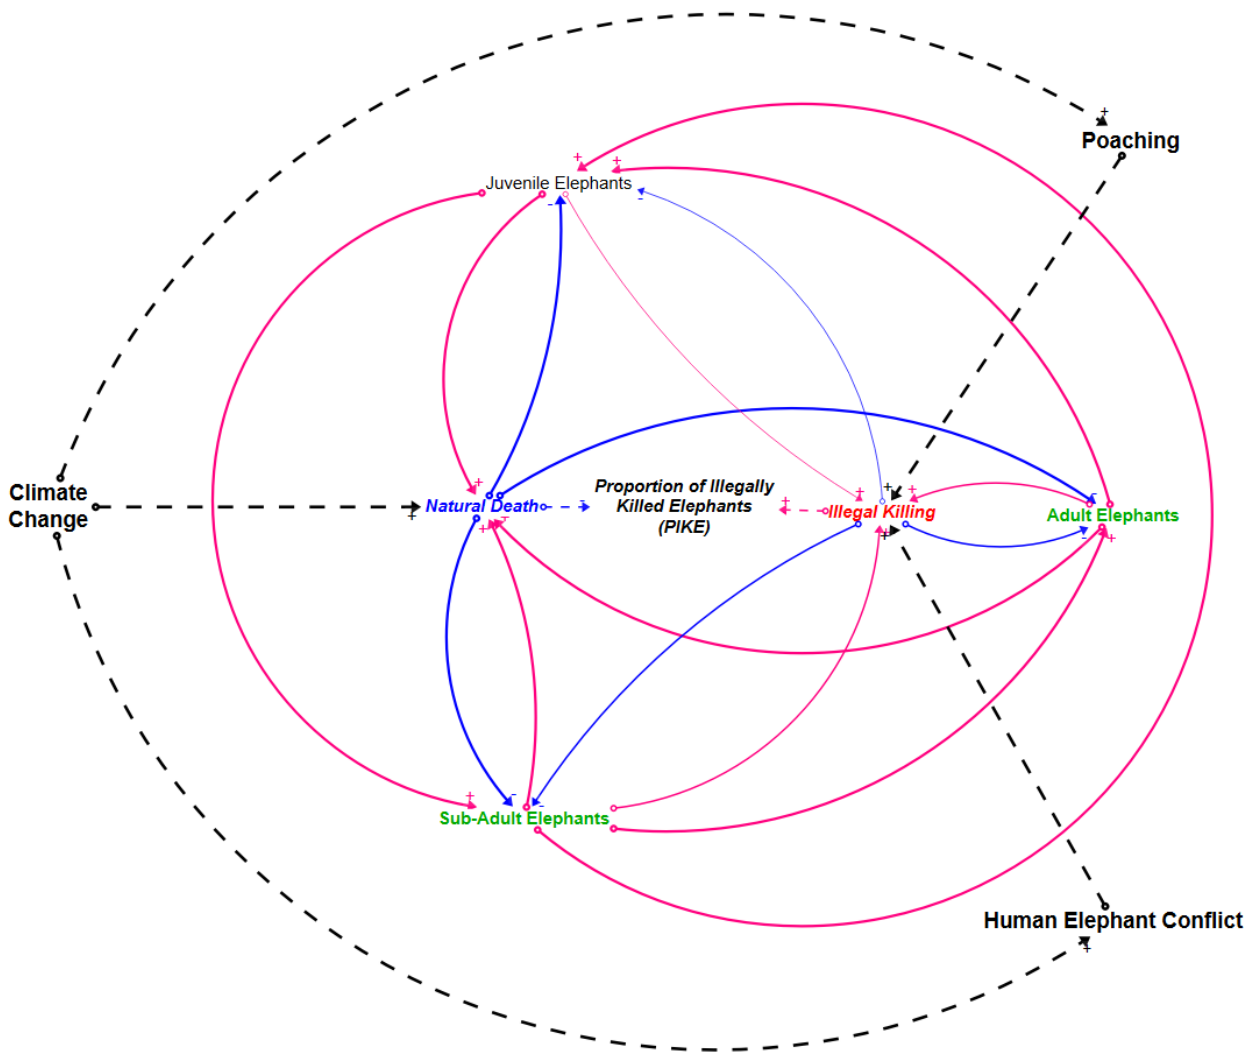 +
Poaching
+
+
Juvenile Elephants
-
-
+
+
+
+
-
Climate
Change
+
Natural Death
-
Proportion of Illegally
Killed Elephants
(PIKE)
+
Illegal Killing
Adult Elephants
+
+
+
+
-
+
+
-
-
Sub-Adult Elephants
Human Elephant Conflict
+